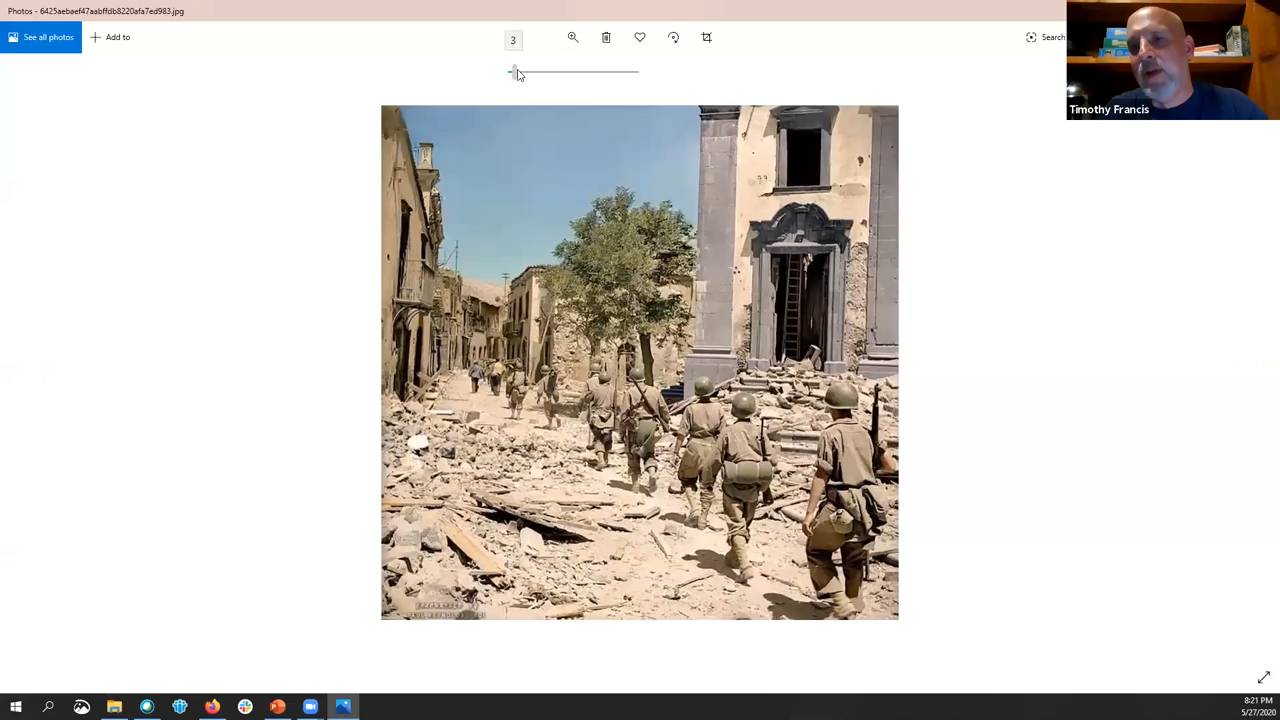 Photos - 6425aebaef47aabffdb8220afa7ed983.jpg
See all photos
Add to
3
Search
Timothy Francis
8:21 PM
5/27/2020